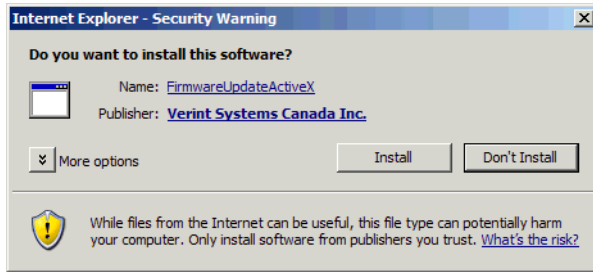 Internet Explorer - Security Warning
Do you want to install this software?
Name: FirmwareUpdateActiveX
Publisher: Verint Systems Canada Inc.
More options
Install
Don't Install
While files from the Internet can be useful, this file type can potentially harm
your computer. Only install software from publishers you trust. What's the risk?